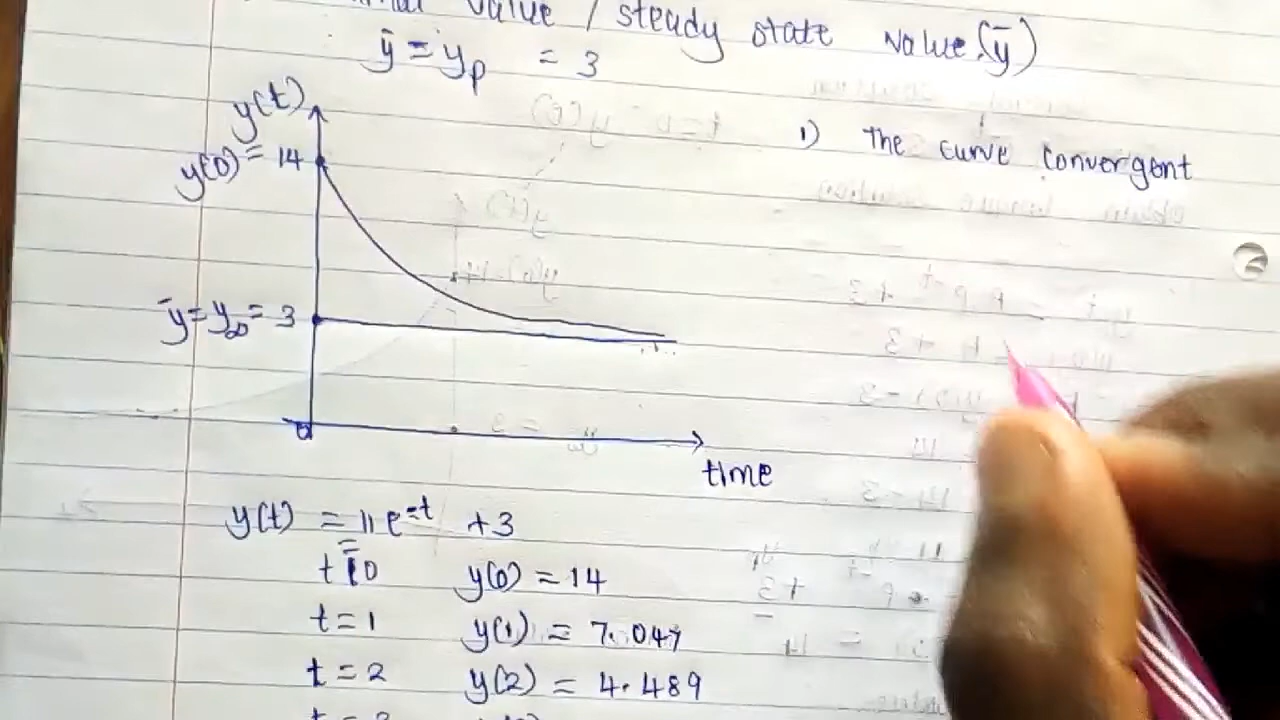 value / steady state value (ȳ)
ȳ = yp = 3
y(t)
y(0) = 14
1) The curve convergent
ȳ = y∞ = 3
0
time
y(t) = 11e^-t +3
t = 0 y(0) = 14
t = 1 y(1) = 7.047
t = 2 y(2) = 4.489